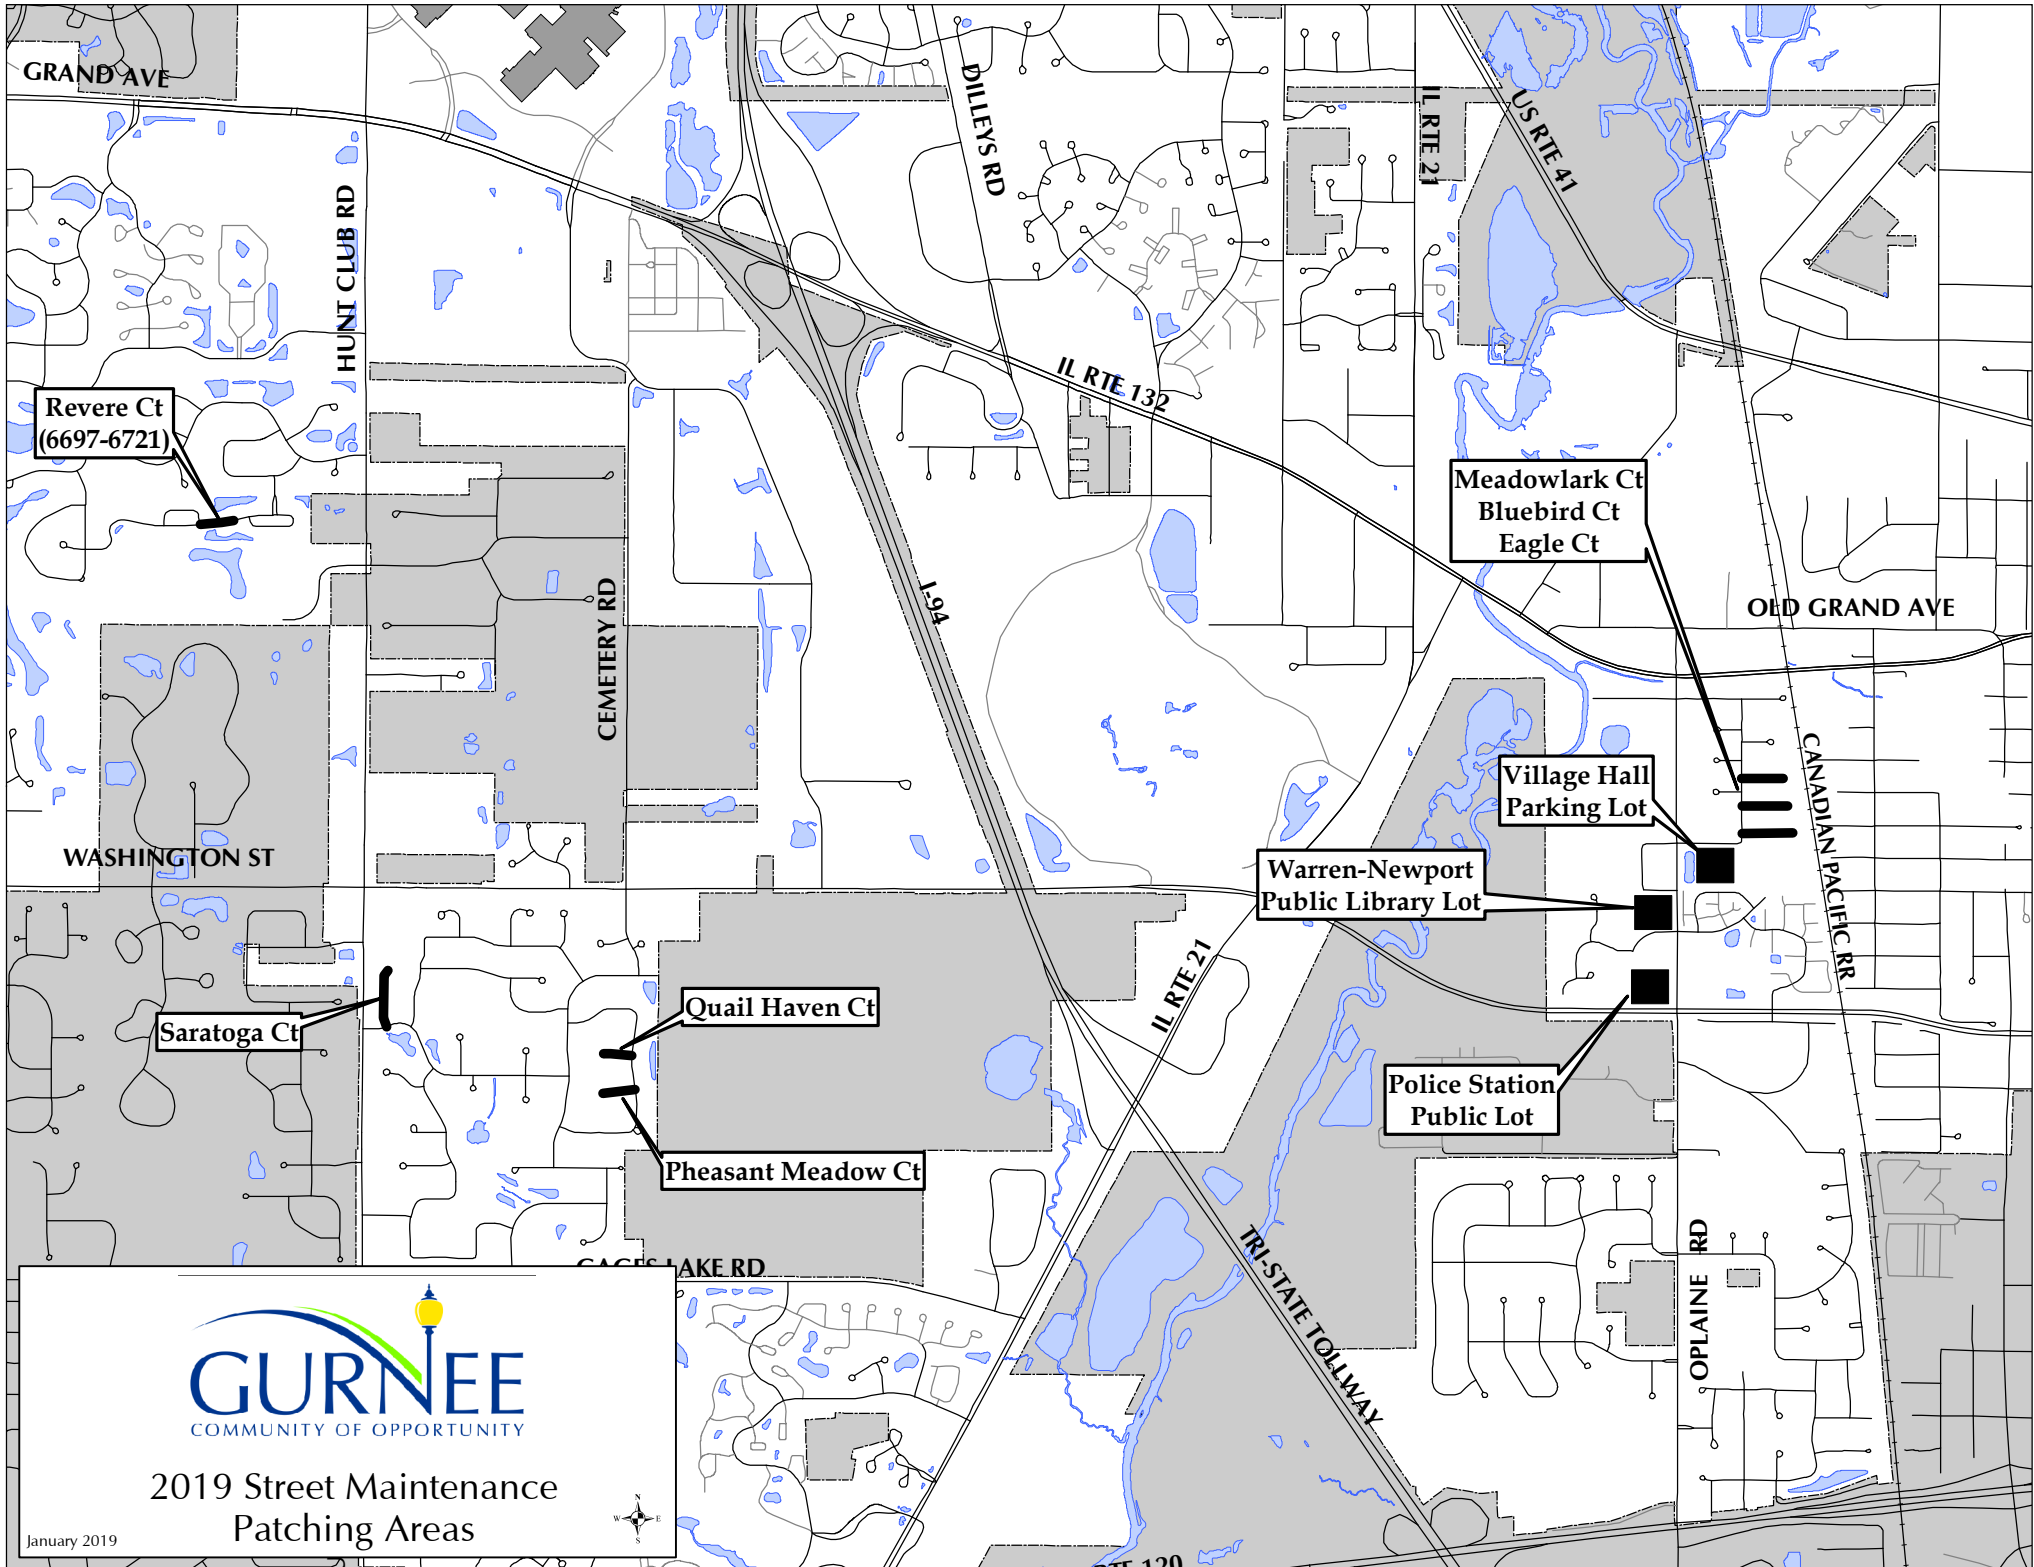 GRAND AVE
HUNT CLUB RD
DILLEYS RD
IL RTE 21
US RTE 41
IL RTE 132
Revere Ct
(6697-6721)
Meadowlark Ct
Bluebird Ct
Eagle Ct
I-94
CEMETERY RD
OLD GRAND AVE
CANADIAN PACIFIC RR
Village Hall
Parking Lot
WASHINGTON ST
Warren-Newport
Public Library Lot
IL RTE 21
Quail Haven Ct
Saratoga Ct
Police Station
Public Lot
Pheasant Meadow Ct
GAGES LAKE RD
TRI-STATE TOLLWAY
OPLAINE RD
GURNEE
COMMUNITY OF OPPORTUNITY
2019 Street Maintenance
Patching Areas
January 2019
N
W E
S
RTE 120